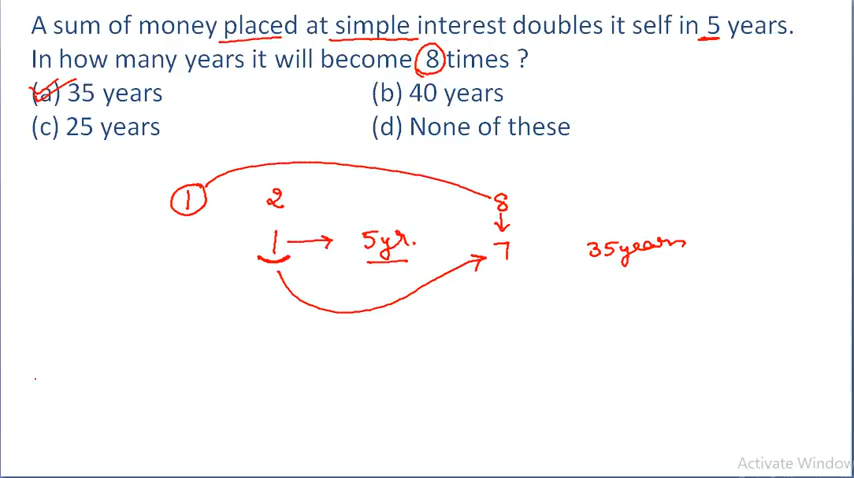 A sum of money placed at simple interest doubles it self in 5 years.
In how many years it will become 8 times ?
(a) 35 years (b) 40 years
(c) 25 years (d) None of these
1 2 8
1 → 5yr. 7 35years
Activate Window